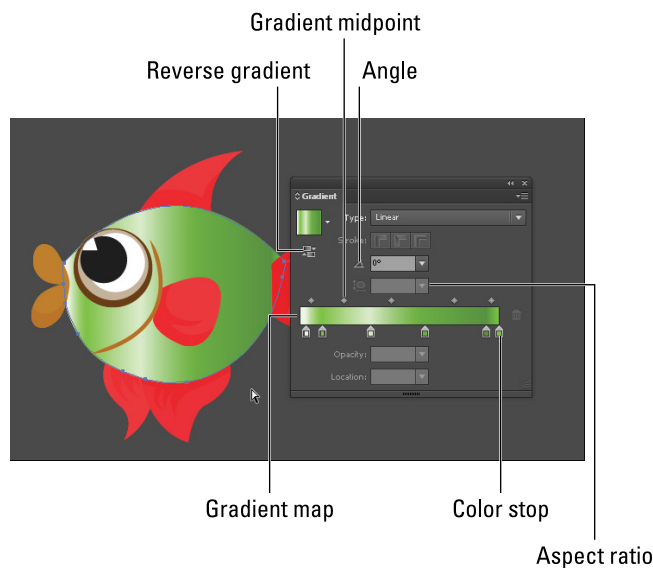 Gradient midpoint
Reverse gradient
Angle
Gradient
Type: Linear
Stroke:
0°
Opacity:
Location:
Gradient map
Color stop
Aspect ratio